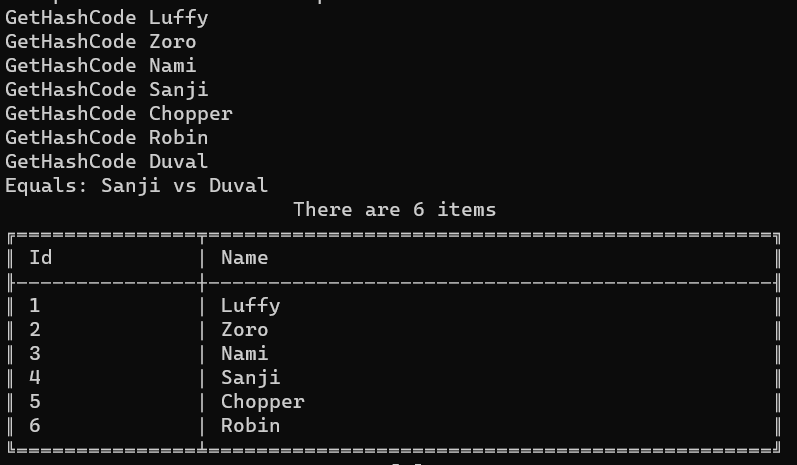 GetHashCode Luffy
GetHashCode Zoro
GetHashCode Nami
GetHashCode Sanji
GetHashCode Chopper
GetHashCode Robin
GetHashCode Duval
Equals: Sanji vs Duval
There are 6 items
Id Name
1 Luffy
2 Zoro
3 Nami
4 Sanji
5 Chopper
6 Robin